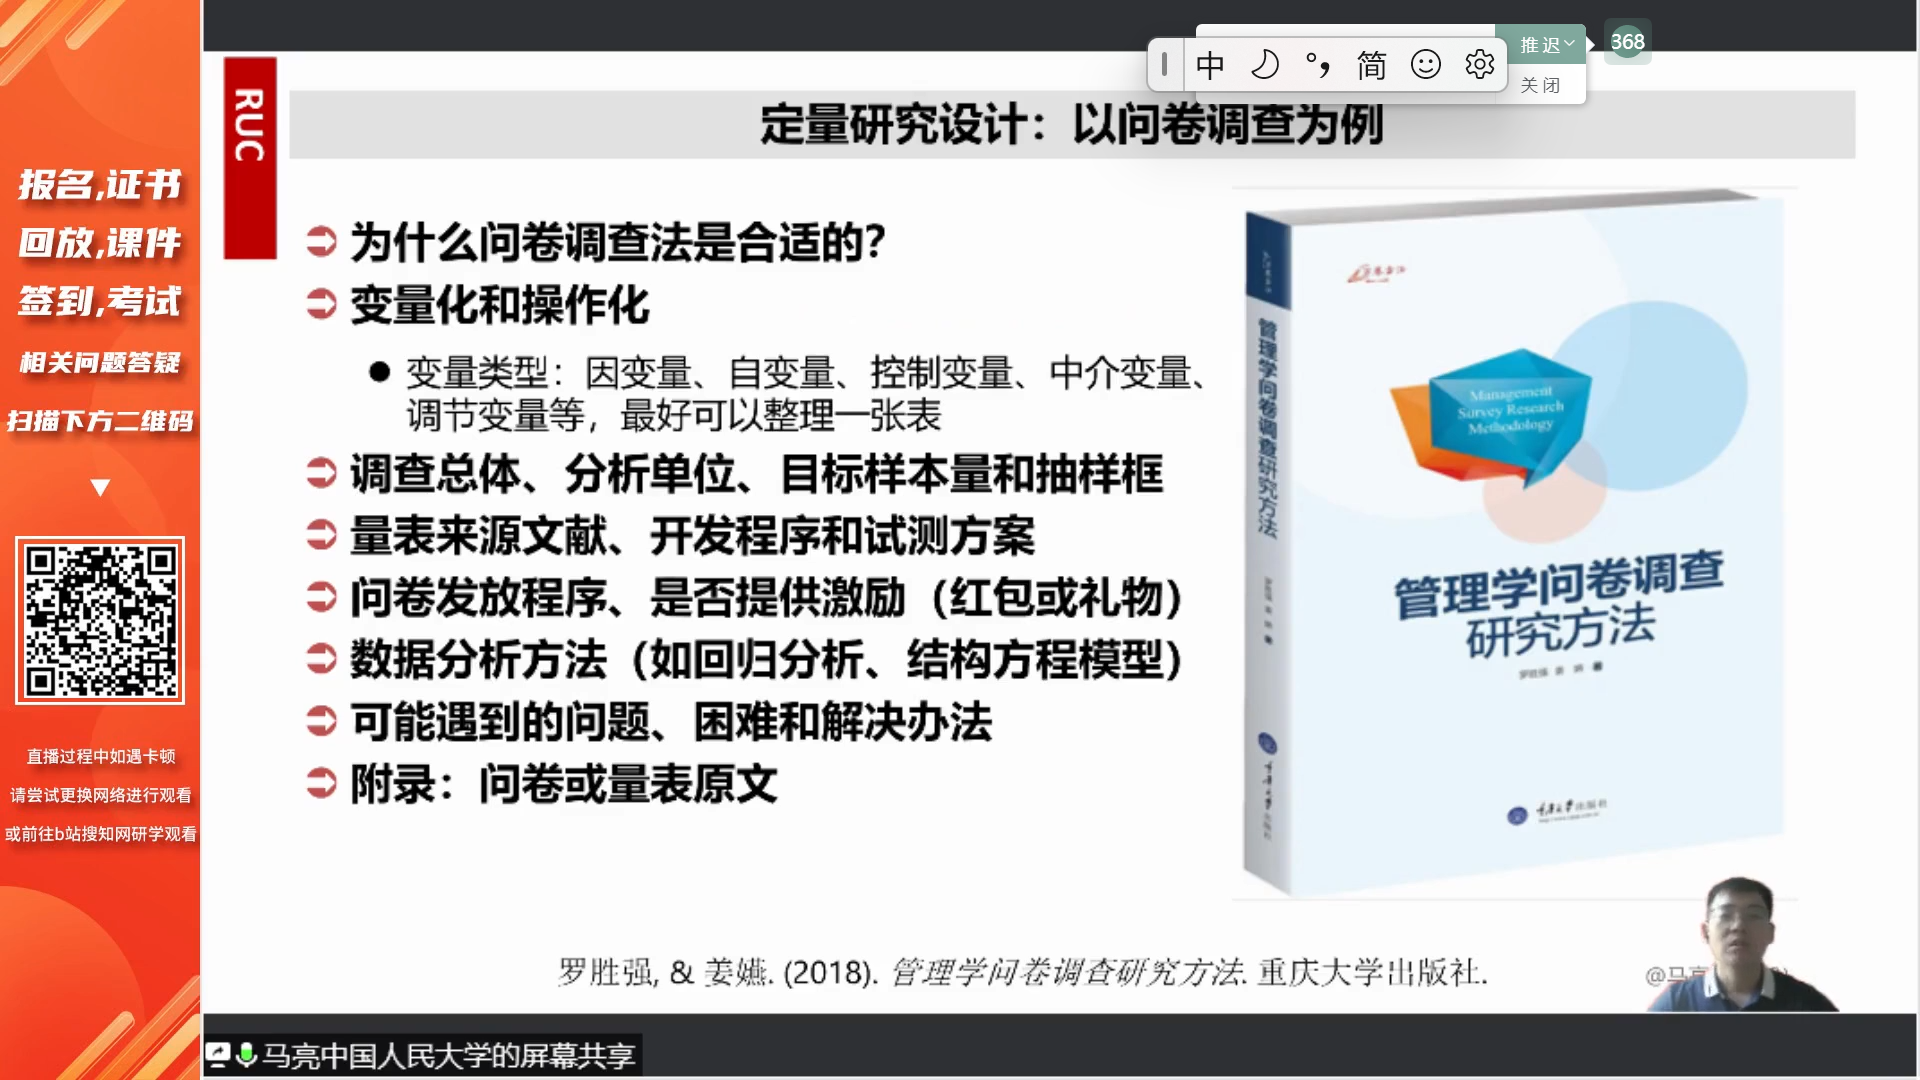 报名,证书
回放,课件
签到,考试
相关问题答疑
扫描下方二维码
直播过程中如遇卡顿
请尝试更换网络进行观看
或前往b站搜知网研学观看
中
简
推迟
关闭
368
RUC
定量研究设计：以问卷调查为例
为什么问卷调查法是合适的？
变量化和操作化
变量类型：因变量、自变量、控制变量、中介变量、
调节变量等，最好可以整理一张表
调查总体、分析单位、目标样本量和抽样框
量表来源文献、开发程序和试测方案
问卷发放程序、是否提供激励（红包或礼物）
数据分析方法（如回归分析、结构方程模型）
可能遇到的问题、困难和解决办法
附录：问卷或量表原文
管理学问卷调查研究方法
Management
Survey Research
Methodology
管理学问卷调查
研究方法
重庆大学出版社
罗胜强, & 姜嬿. (2018). 管理学问卷调查研究方法. 重庆大学出版社.
@马亮
马亮中国人民大学的屏幕共享